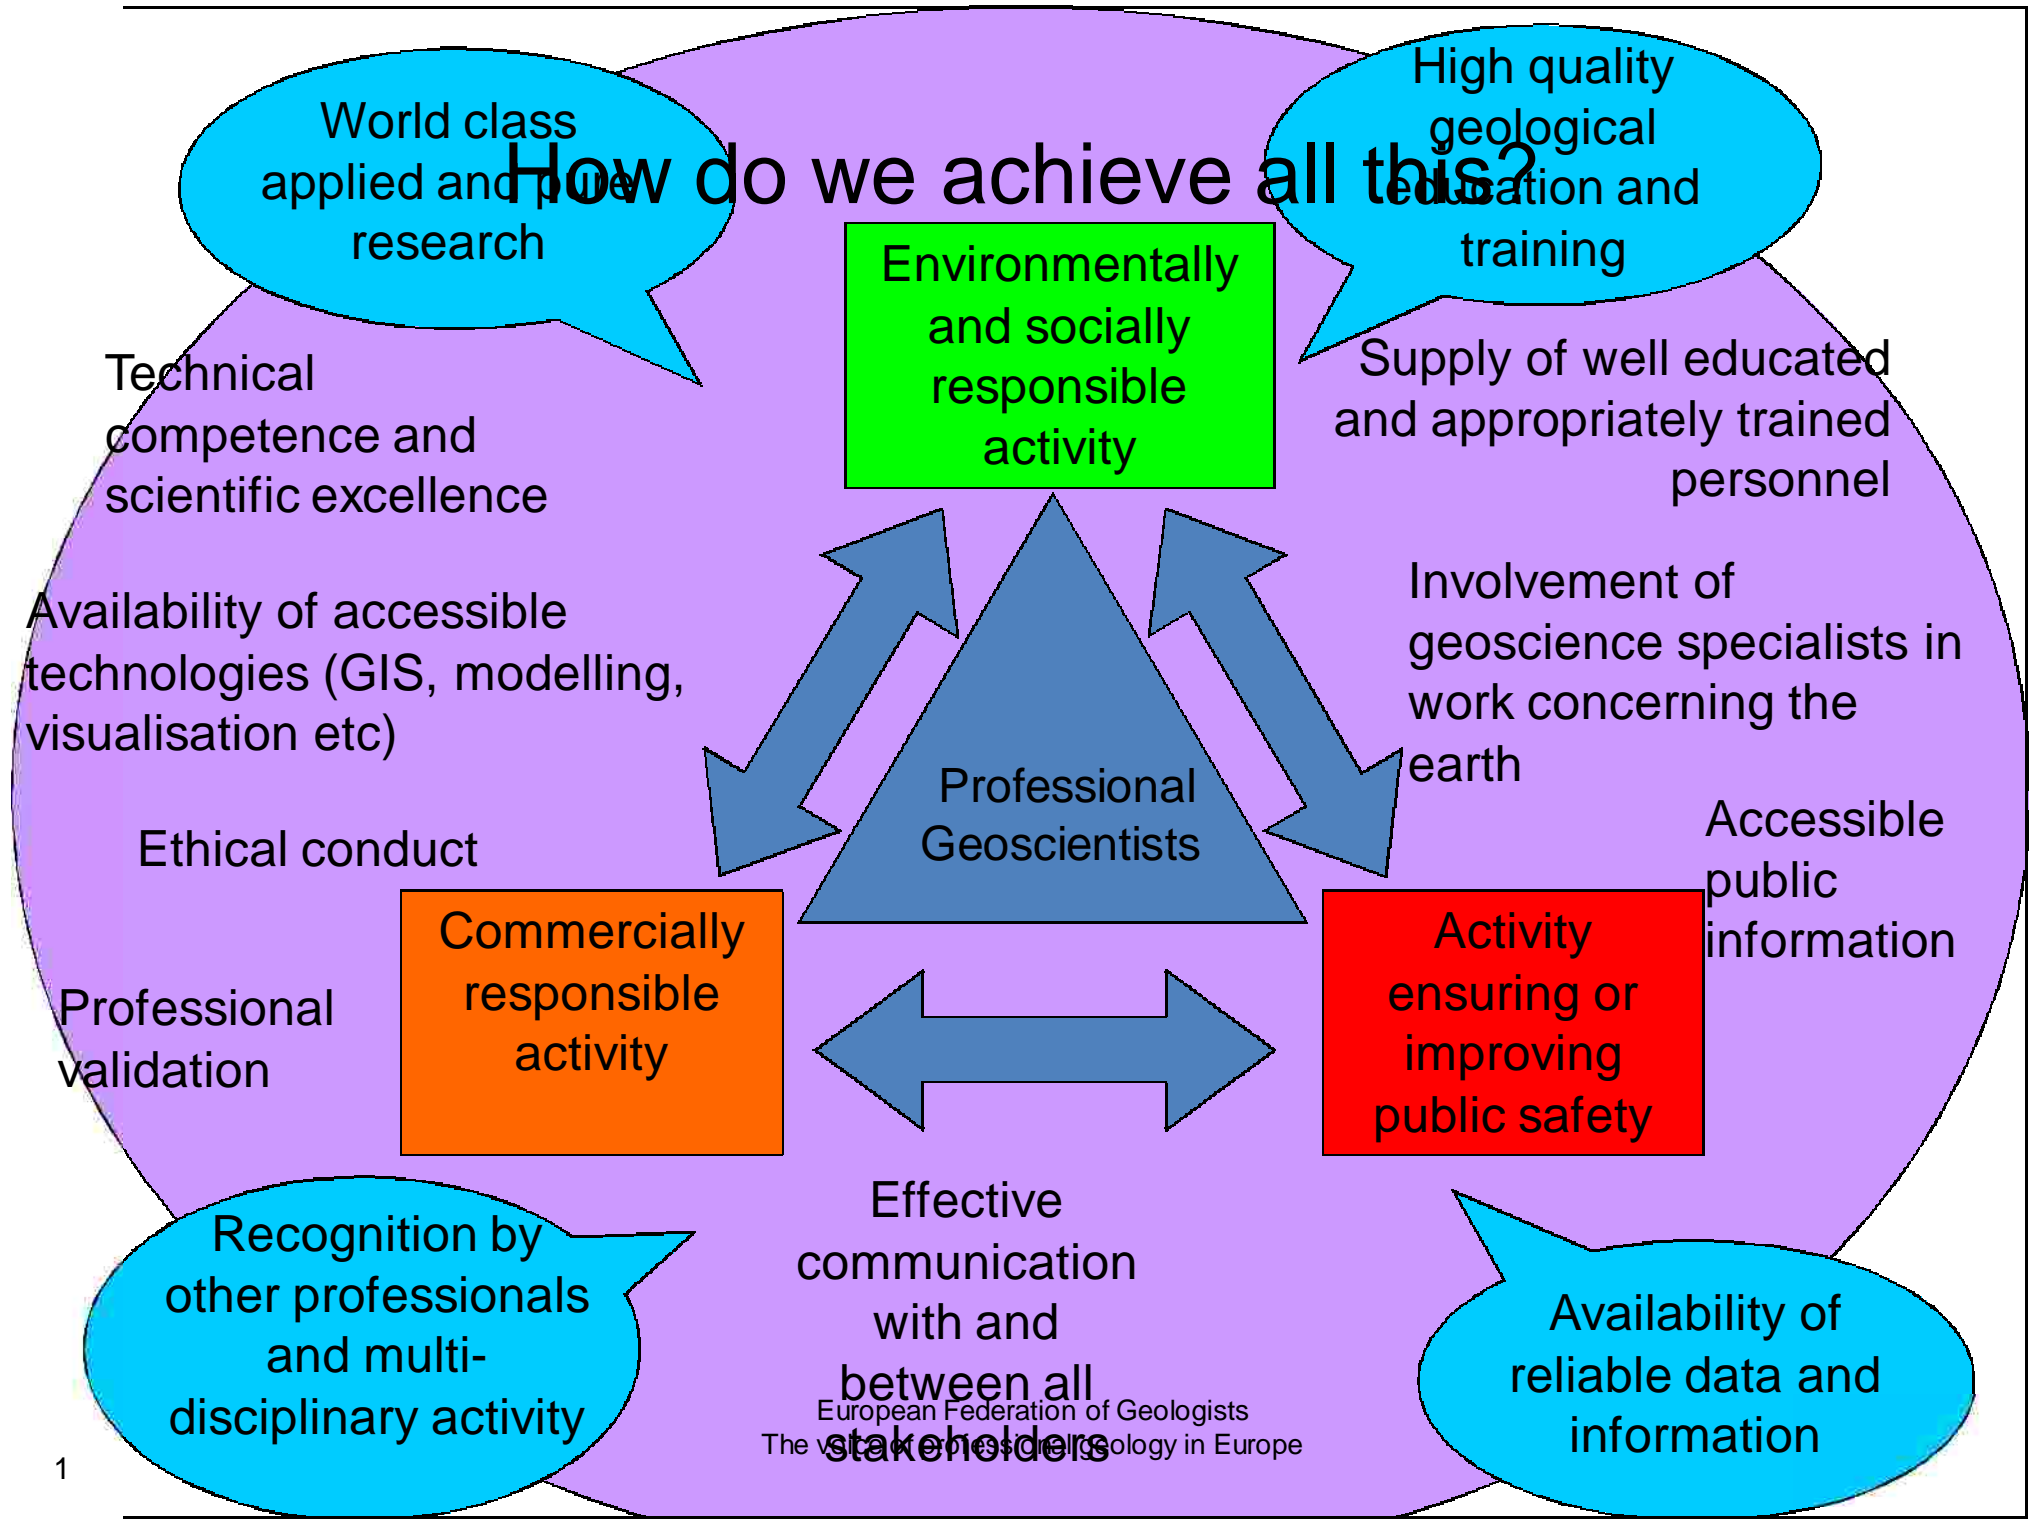 How do we achieve all this?
World class
applied and pure
research
High quality
geological
education and
training
Environmentally
and socially
responsible
activity
Technical
competence and
scientific excellence
Supply of well educated
and appropriately trained
personnel
Availability of accessible
technologies (GIS, modelling,
visualisation etc)
Involvement of
geoscience specialists in
work concerning the
earth
Professional
Geoscientists
Ethical conduct
Accessible
public
information
Commercially
responsible
activity
Activity
ensuring or
improving
public safety
Professional
validation
Effective
communication
with and
between all
stakeholders
Recognition by
other professionals
and multi-
disciplinary activity
Availability of
reliable data and
information
European Federation of Geologists
The voice of professional geology in Europe
1